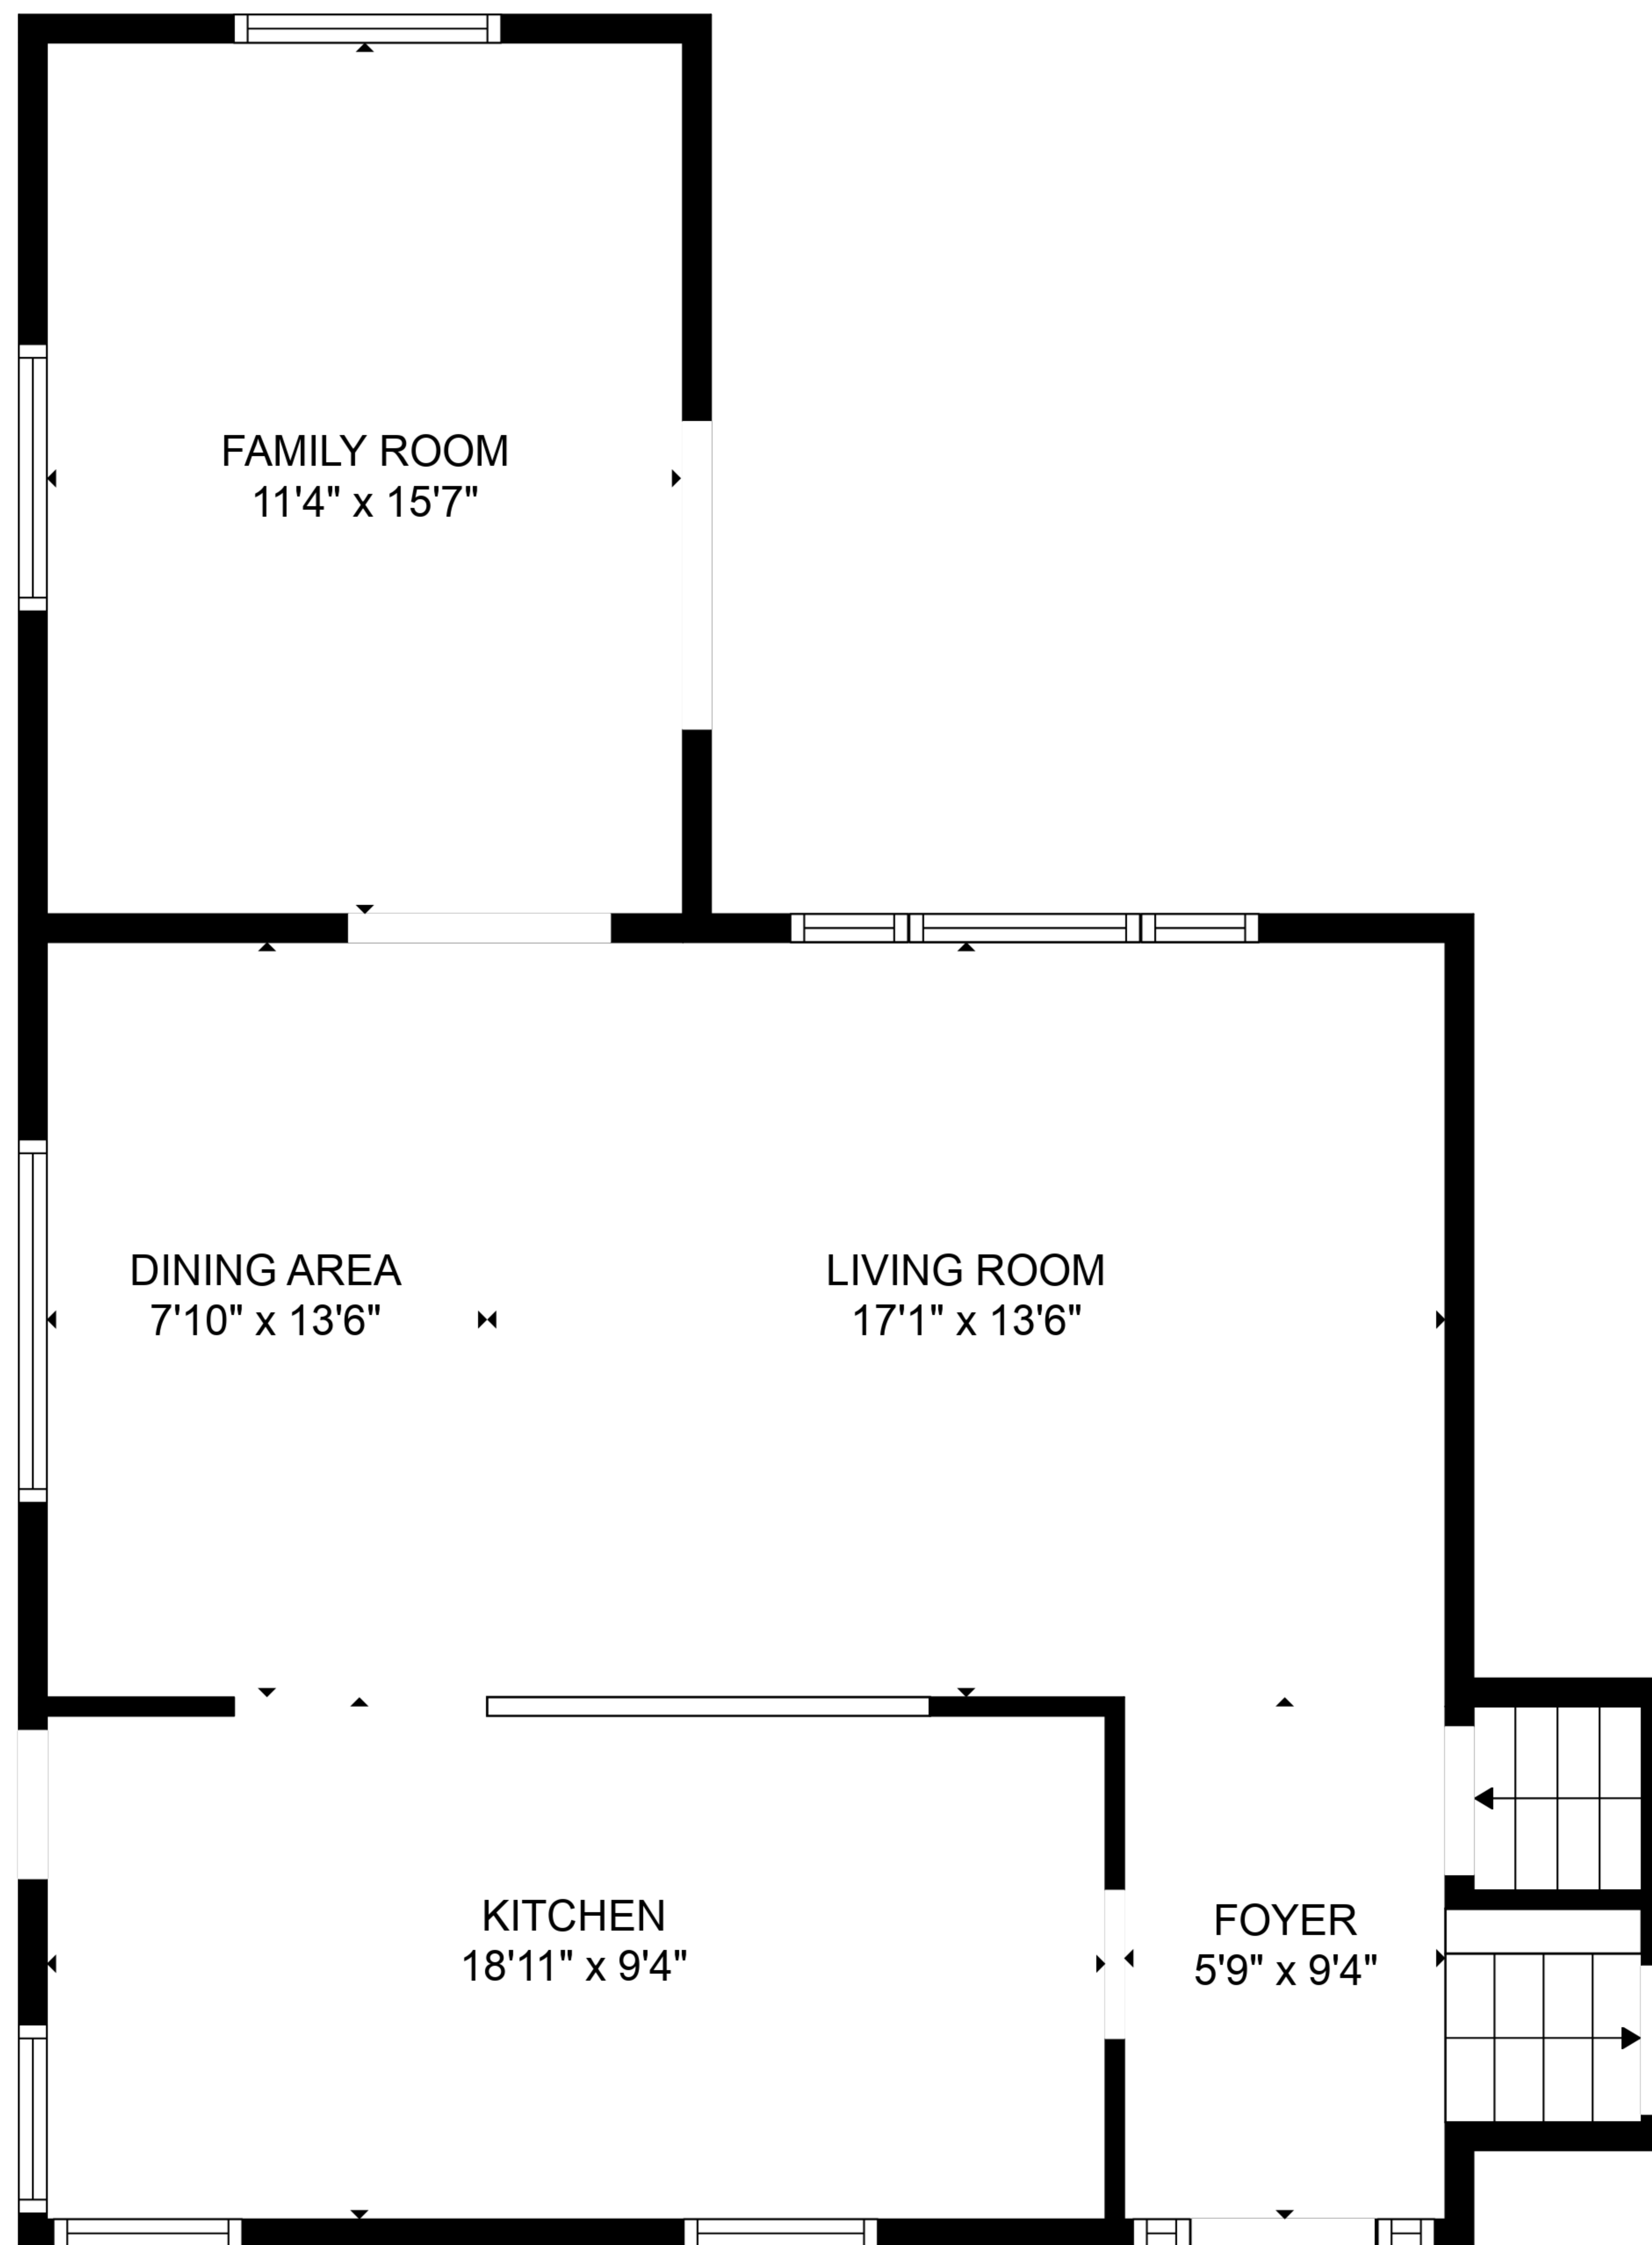 FAMILY ROOM
11'4" x 15'7"
DINING AREA
7'10" x 13'6"
LIVING ROOM
17'1" x 13'6"
KITCHEN
18'11" x 9'4"
FOYER
5'9" x 9'4"